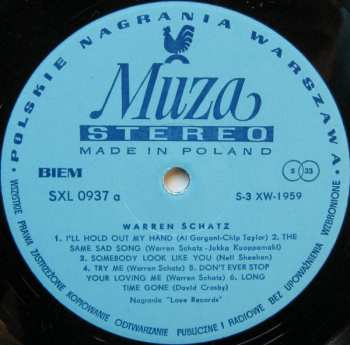 POLSKIE NAGRANIA WARSZAWA
Muza
STEREO
MADE IN POLAND
BIEM
S 33
SXL 0937 a
S-3 XW-1959
WARREN SCHATZ
1. I'LL HOLD OUT MY HAND (Al Gargoni-Chip Taylor) 2. THE
SAME SAD SONG (Warren Schatz - Jukka Kuoppamaki)
3. SOMEBODY LOOK LIKE YOU (Nell Sheehan)
4. TRY ME (Warren Schatz) 5. DON'T EVER STOP
YOUR LOVING ME (Warren Schatz) 6. LONG
TIME GONE (David Crosby)
Nagranie "Love Records"
WSZYSTKIE PRAWA ZASTRZEŻONE KOPIOWANIE ODTWARZANIE PUBLICZNE I RADIOWE BEZ UPOWAŻNIENIA WZBRONIONE